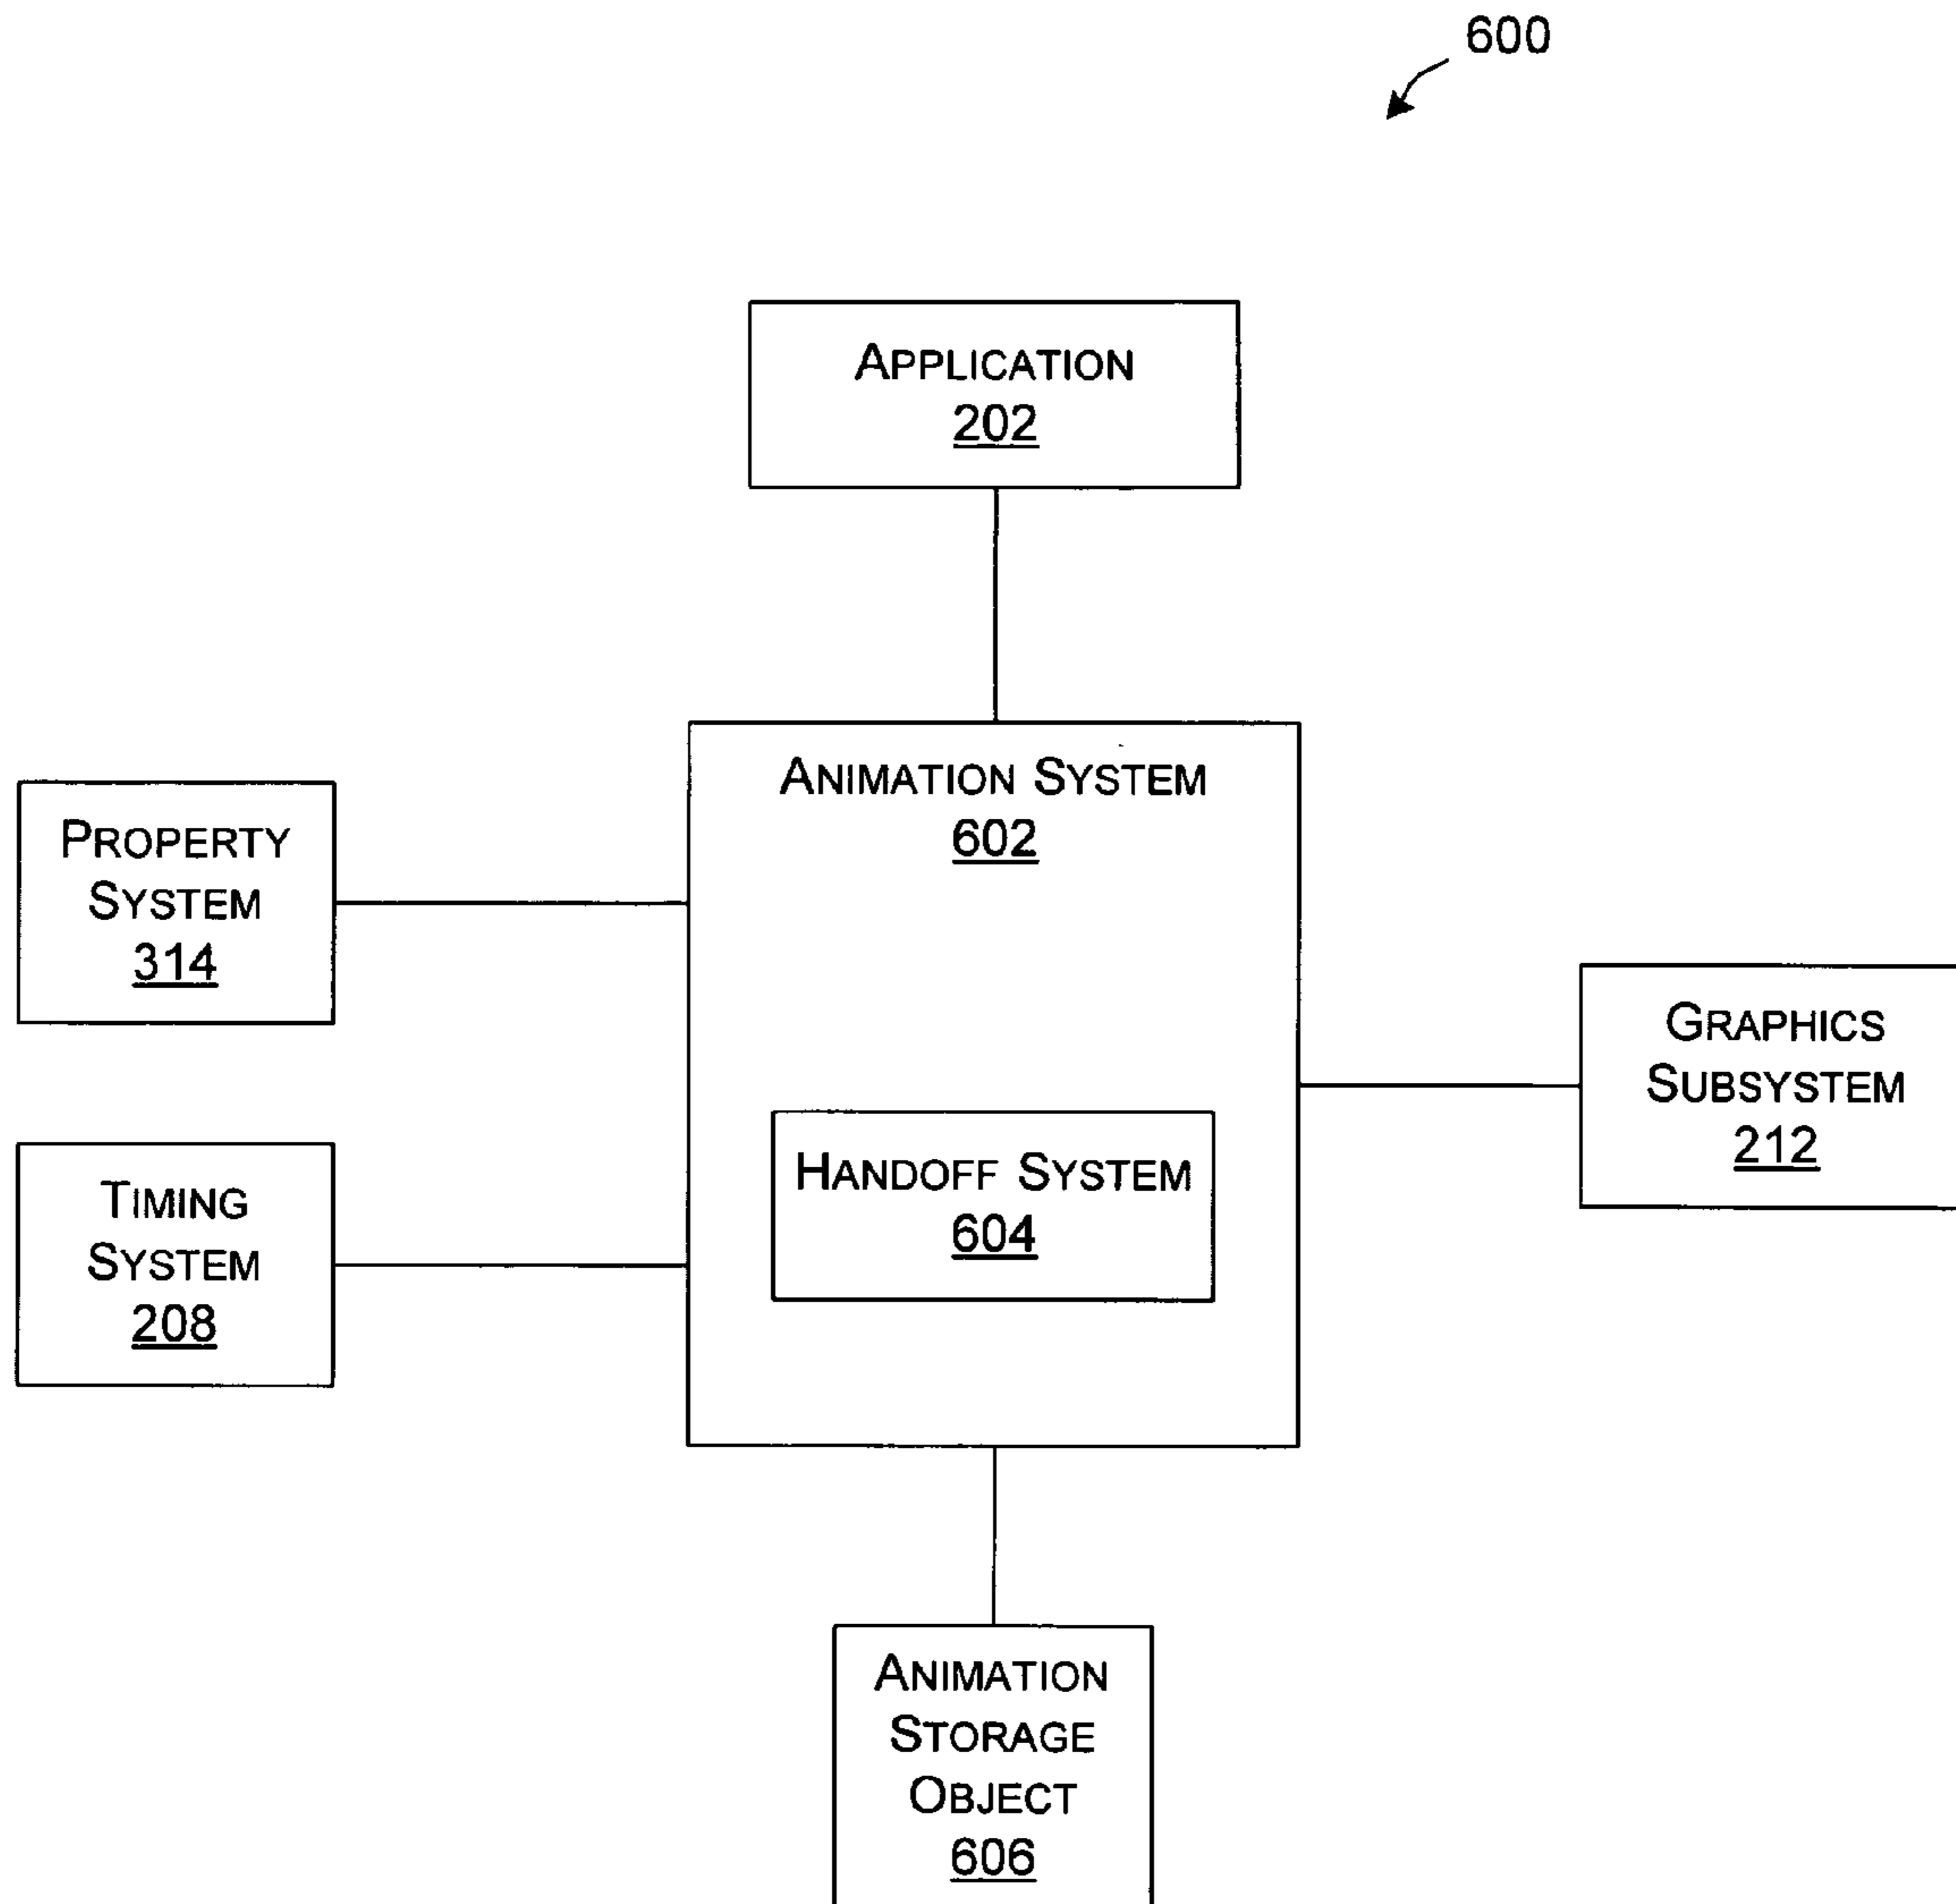 600
APPLICATION
202
ANIMATION SYSTEM
602
PROPERTY
SYSTEM
314
GRAPHICS
SUBSYSTEM
212
HANDOFF SYSTEM
604
TIMING
SYSTEM
208
ANIMATION
STORAGE
OBJECT
606